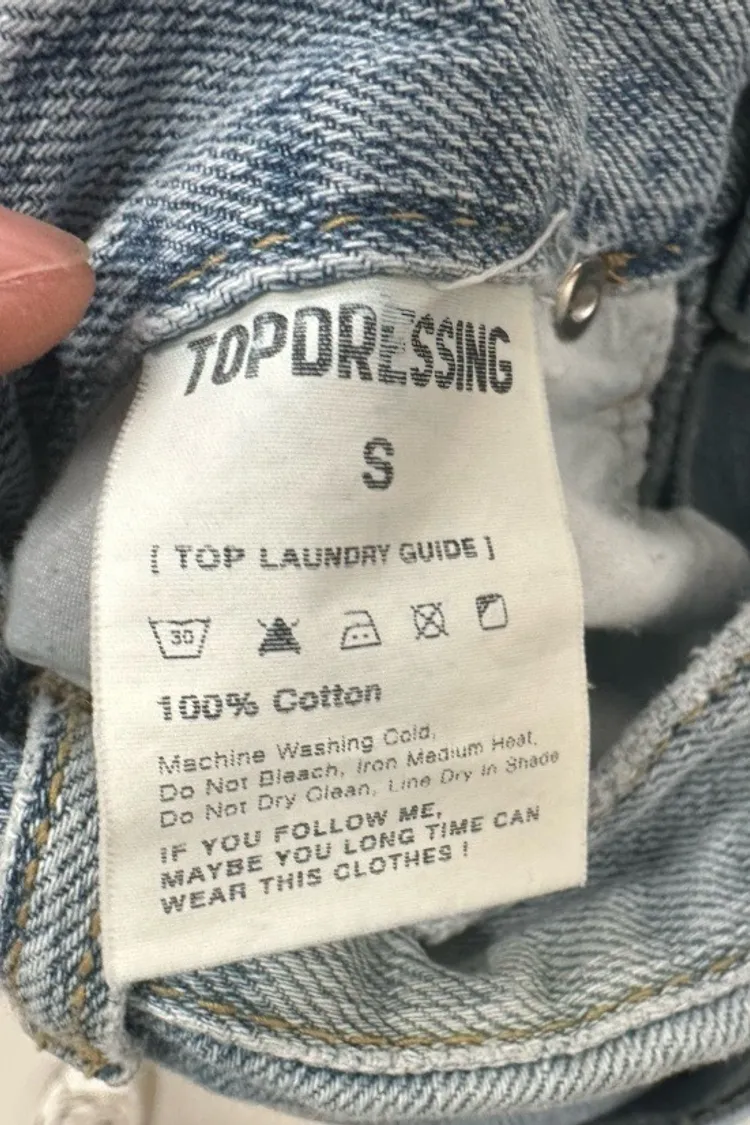 TOPDRESSING
S
[ TOP LAUNDRY GUIDE ]
30
100% Cotton
Machine Washing Cold,
Do Not Bleach, Iron Medium Heat,
Do Not Dry Clean, Line Dry in Shade
IF YOU FOLLOW ME,
MAYBE YOU LONG TIME CAN
WEAR THIS CLOTHES !